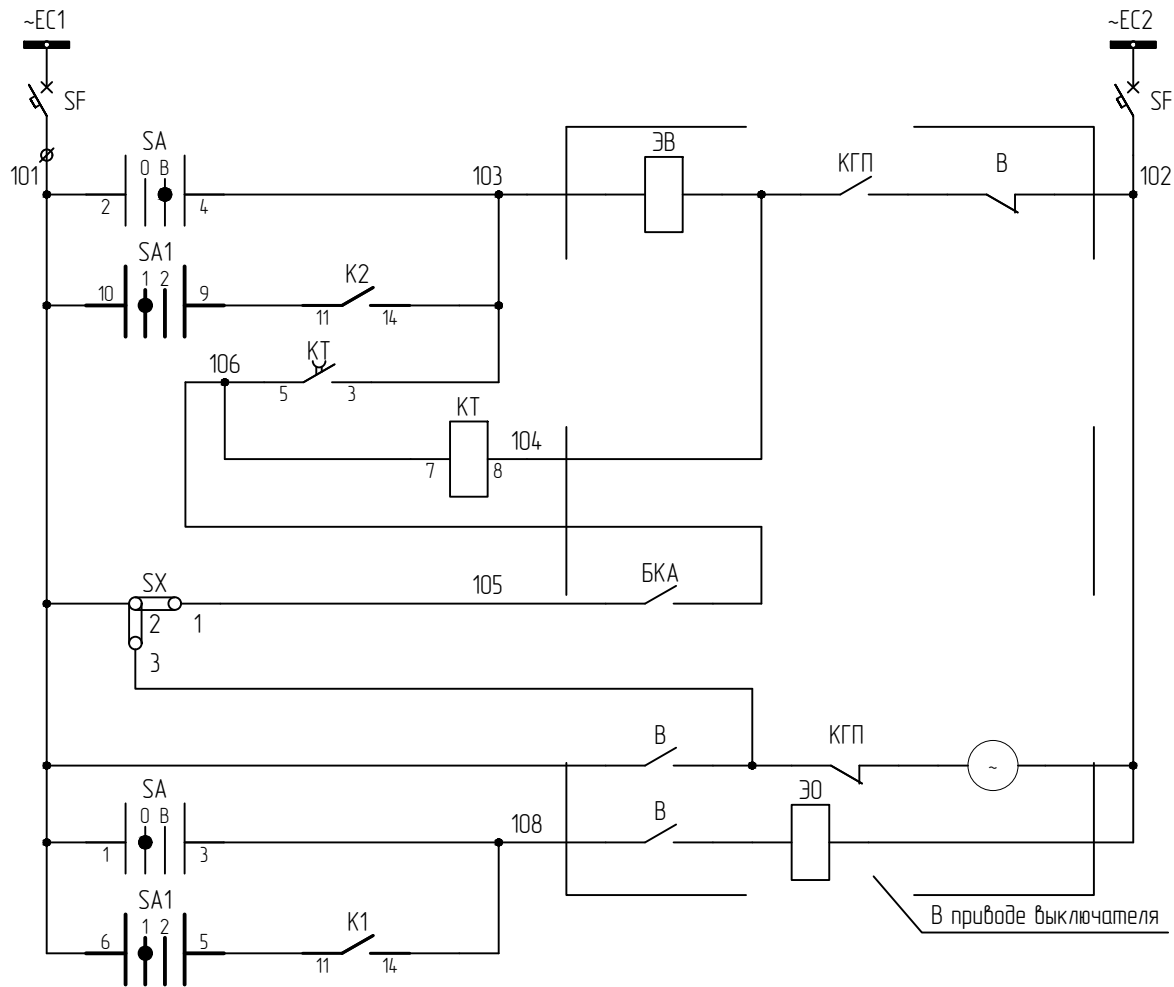 ~ЕС1 ~ЕС2
SF SF
SA
101 0 В 103 ЭВ КГП В 102
2 4
SA1
10 1 2 9 К2
11 14
КТ
106
5 3
КТ
104
7 8
SX 105 БКА
2 1
3
В КГП
~
SA
0 В 108 В ЭО
1 3
SA1
6 1 2 5 К1
11 14
В приводе выключателя